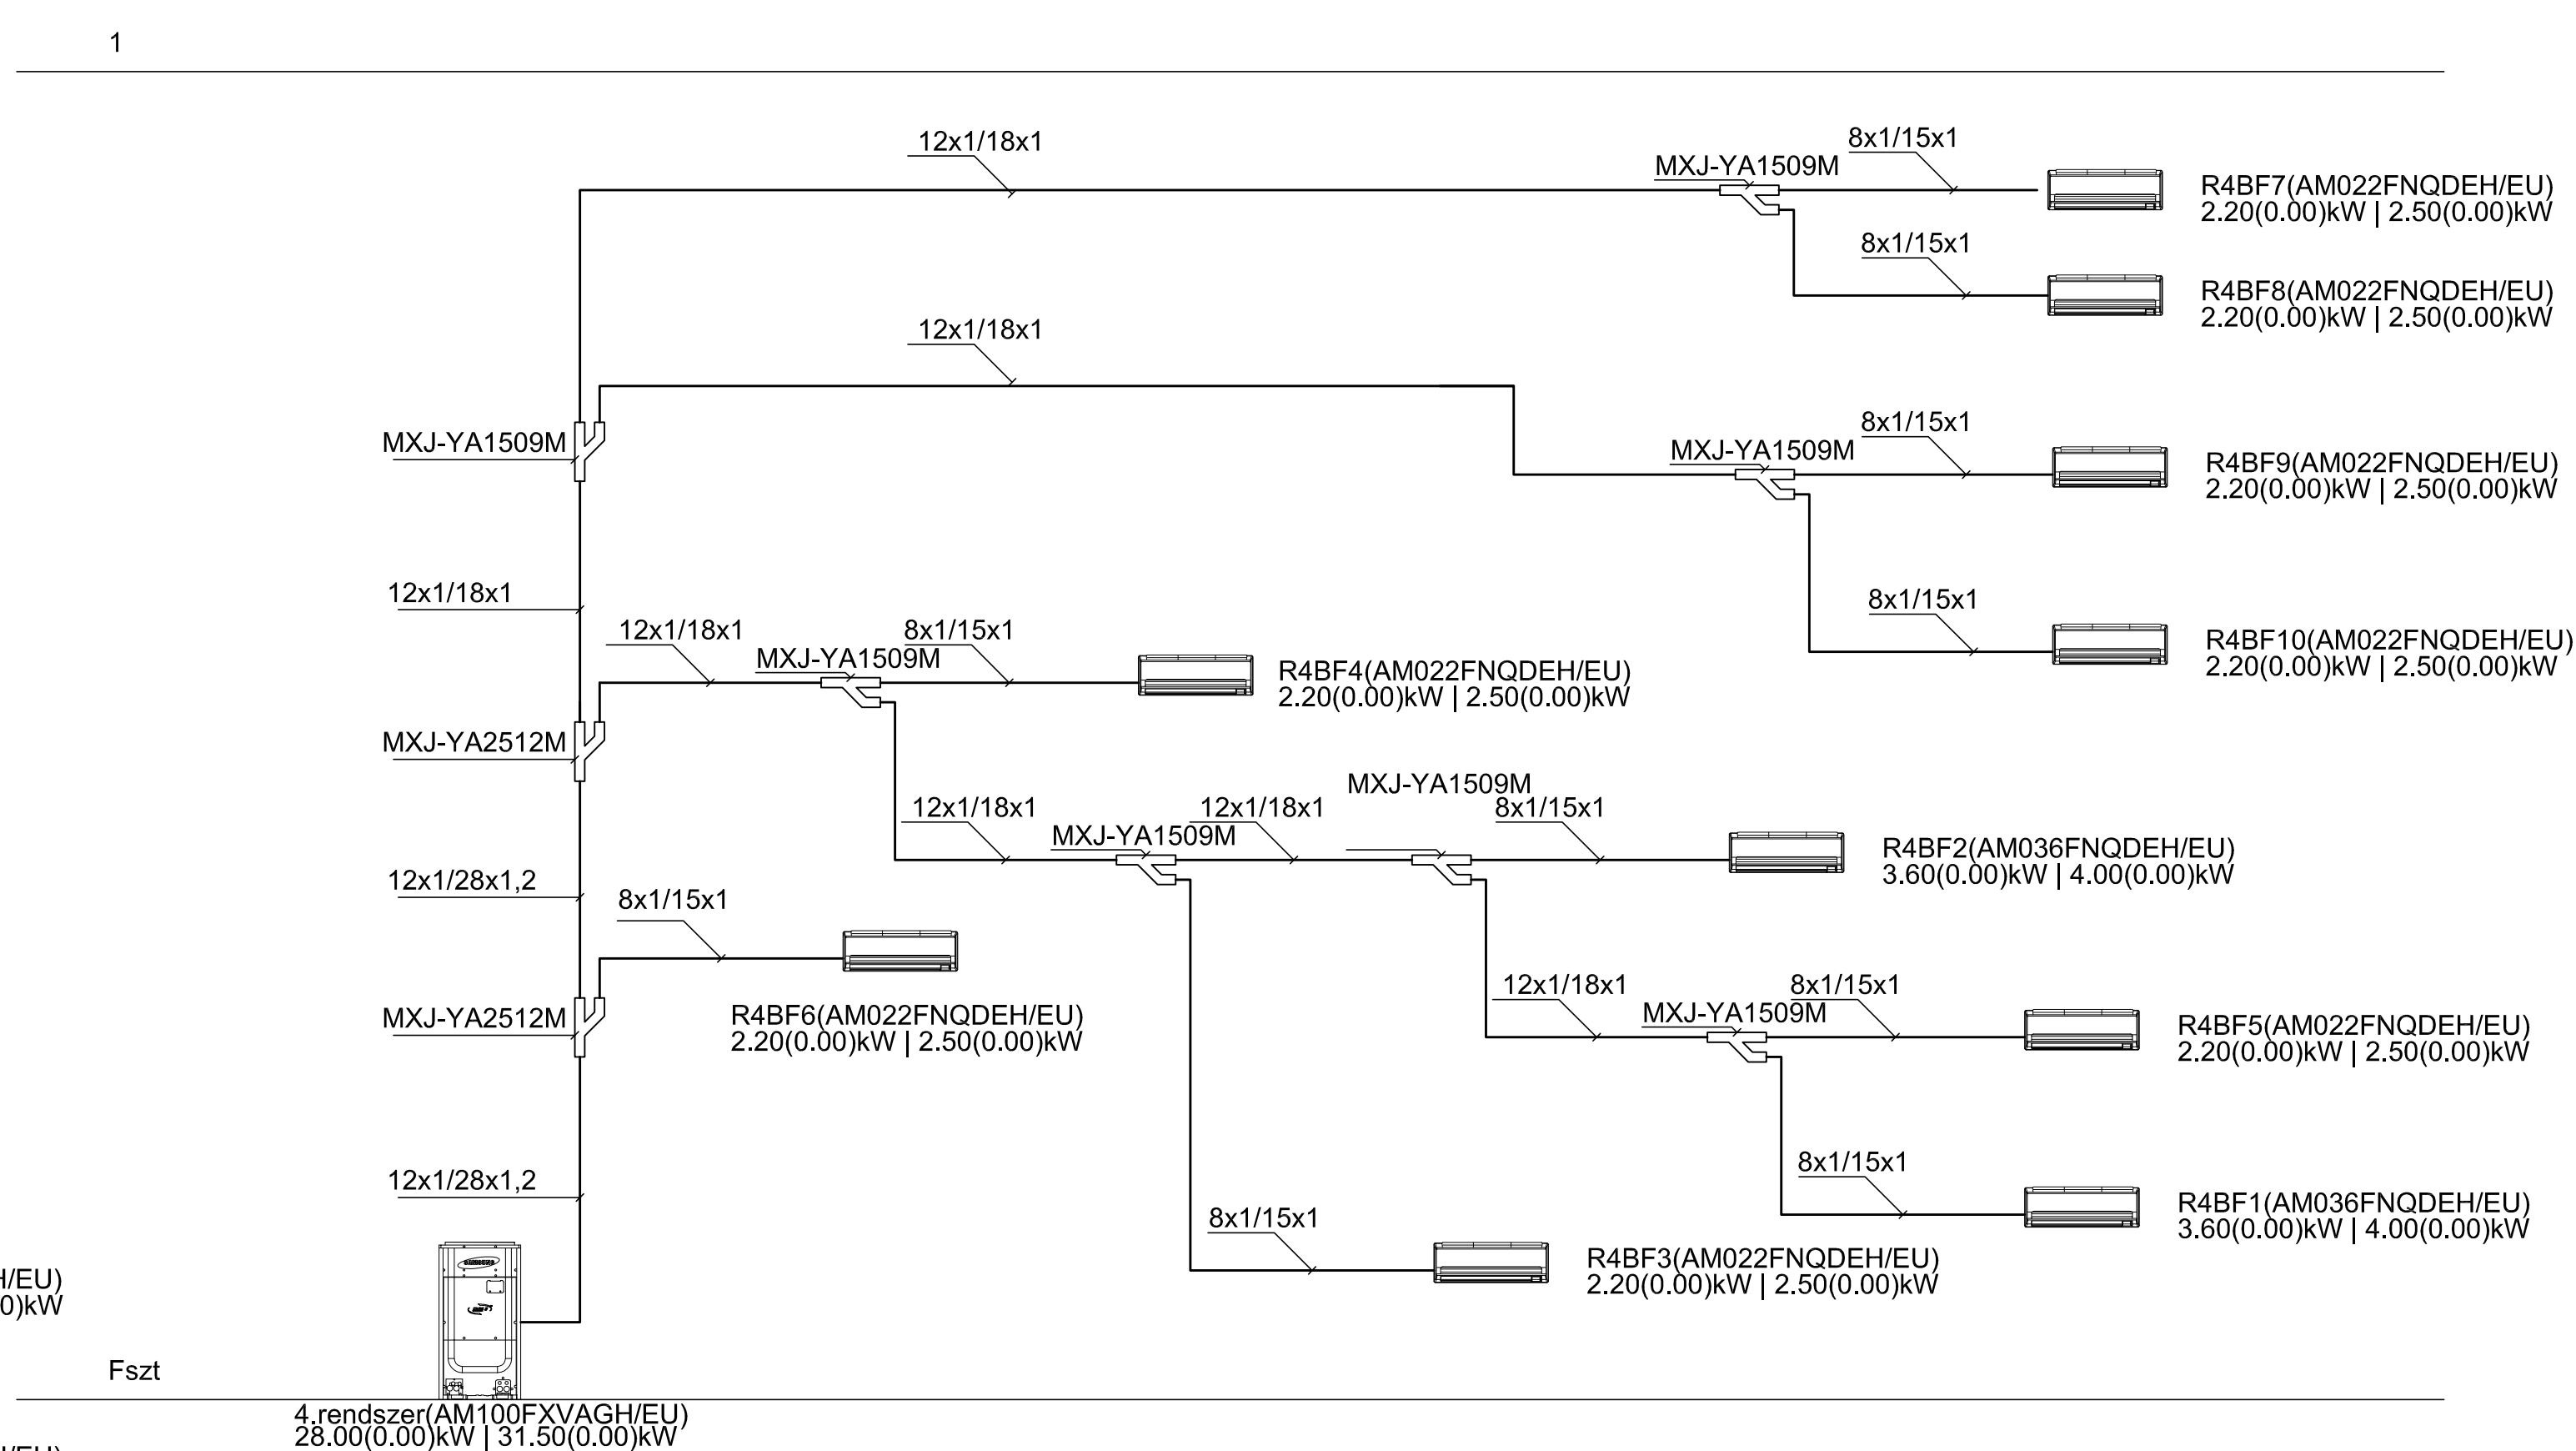 1
12x1/18x1
8x1/15x1
MXJ-YA1509M
R4BF7(AM022FNQDEH/EU)
2.20(0.00)kW | 2.50(0.00)kW
8x1/15x1
R4BF8(AM022FNQDEH/EU)
2.20(0.00)kW | 2.50(0.00)kW
12x1/18x1
8x1/15x1
MXJ-YA1509M
MXJ-YA1509M
R4BF9(AM022FNQDEH/EU)
2.20(0.00)kW | 2.50(0.00)kW
12x1/18x1
8x1/15x1
12x1/18x1
8x1/15x1
MXJ-YA1509M
R4BF10(AM022FNQDEH/EU)
2.20(0.00)kW | 2.50(0.00)kW
R4BF4(AM022FNQDEH/EU)
2.20(0.00)kW | 2.50(0.00)kW
MXJ-YA2512M
MXJ-YA1509M
12x1/18x1
12x1/18x1
8x1/15x1
MXJ-YA1509M
R4BF2(AM036FNQDEH/EU)
3.60(0.00)kW | 4.00(0.00)kW
12x1/28x1,2
8x1/15x1
12x1/18x1
8x1/15x1
MXJ-YA2512M
R4BF6(AM022FNQDEH/EU)
2.20(0.00)kW | 2.50(0.00)kW
MXJ-YA1509M
R4BF5(AM022FNQDEH/EU)
2.20(0.00)kW | 2.50(0.00)kW
12x1/28x1,2
8x1/15x1
R4BF1(AM036FNQDEH/EU)
3.60(0.00)kW | 4.00(0.00)kW
8x1/15x1
SAMSUNG
R4BF3(AM022FNQDEH/EU)
2.20(0.00)kW | 2.50(0.00)kW
H/EU)
0)kW
Fszt
4.rendszer(AM100FXVAGH/EU)
28.00(0.00)kW | 31.50(0.00)kW